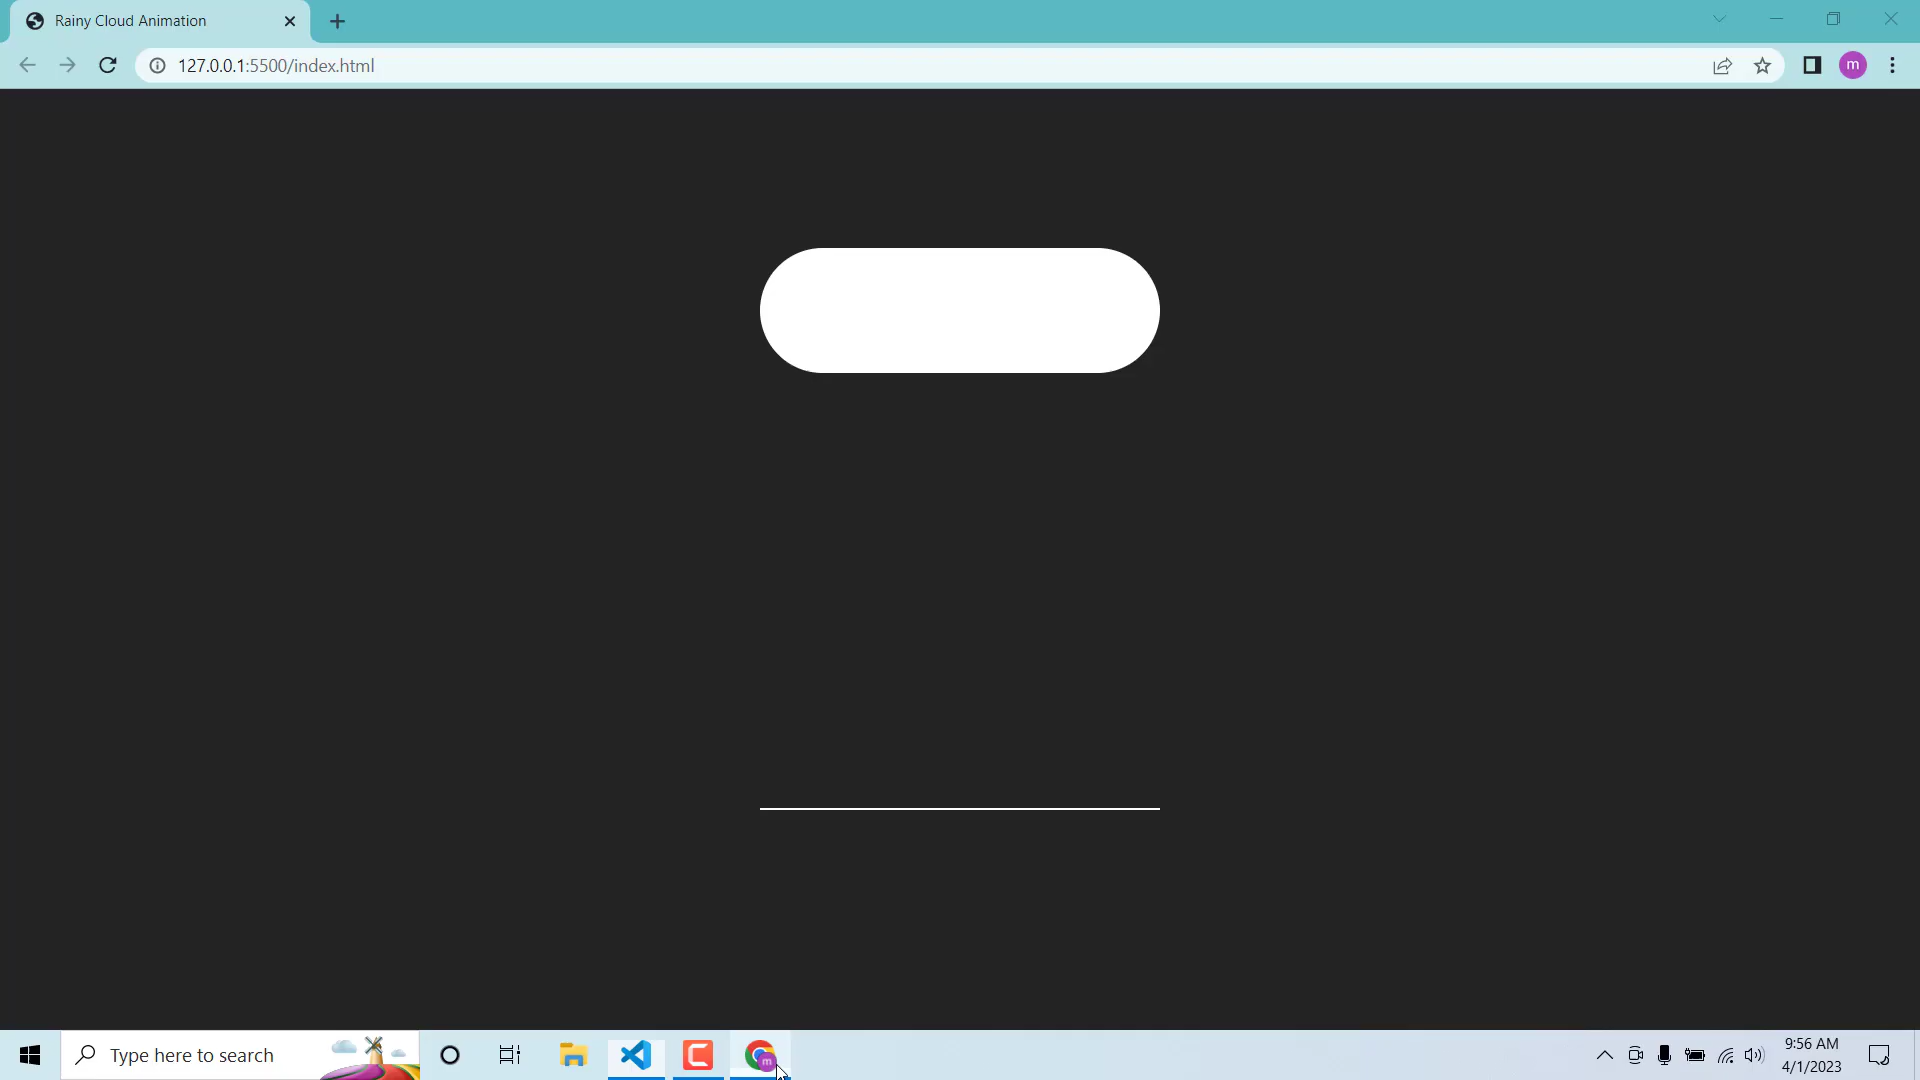 Rainy Cloud Animation
127.0.0.1:5500/index.html
m
Type here to search
m
9:56 AM
4/1/2023